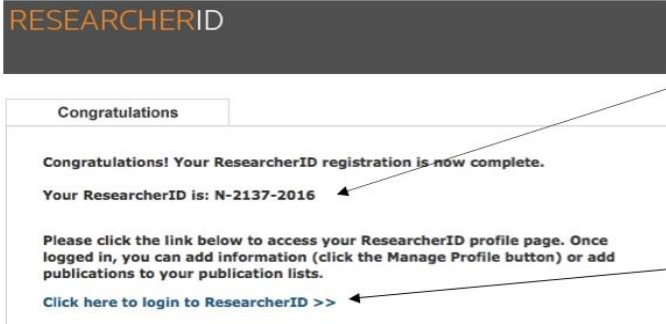 RESEARCHERID
Congratulations
Congratulations! Your ResearcherID registration is now complete.
Your ResearcherID is: N-2137-2016
Please click the link below to access your ResearcherID profile page. Once
logged in, you can add information (click the Manage Profile button) or add
publications to your publication lists.
Click here to login to ResearcherID >>